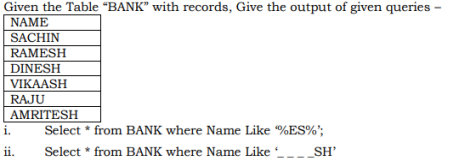 Given the Table “BANK” with records, Give the output of given queries –
NAME
SACHIN
RAMESH
DINESH
VIKAASH
RAJU
AMRITESH
i. Select * from BANK where Name Like ‘%ES%’;
ii. Select * from BANK where Name Like ‘_ _ _ _SH’